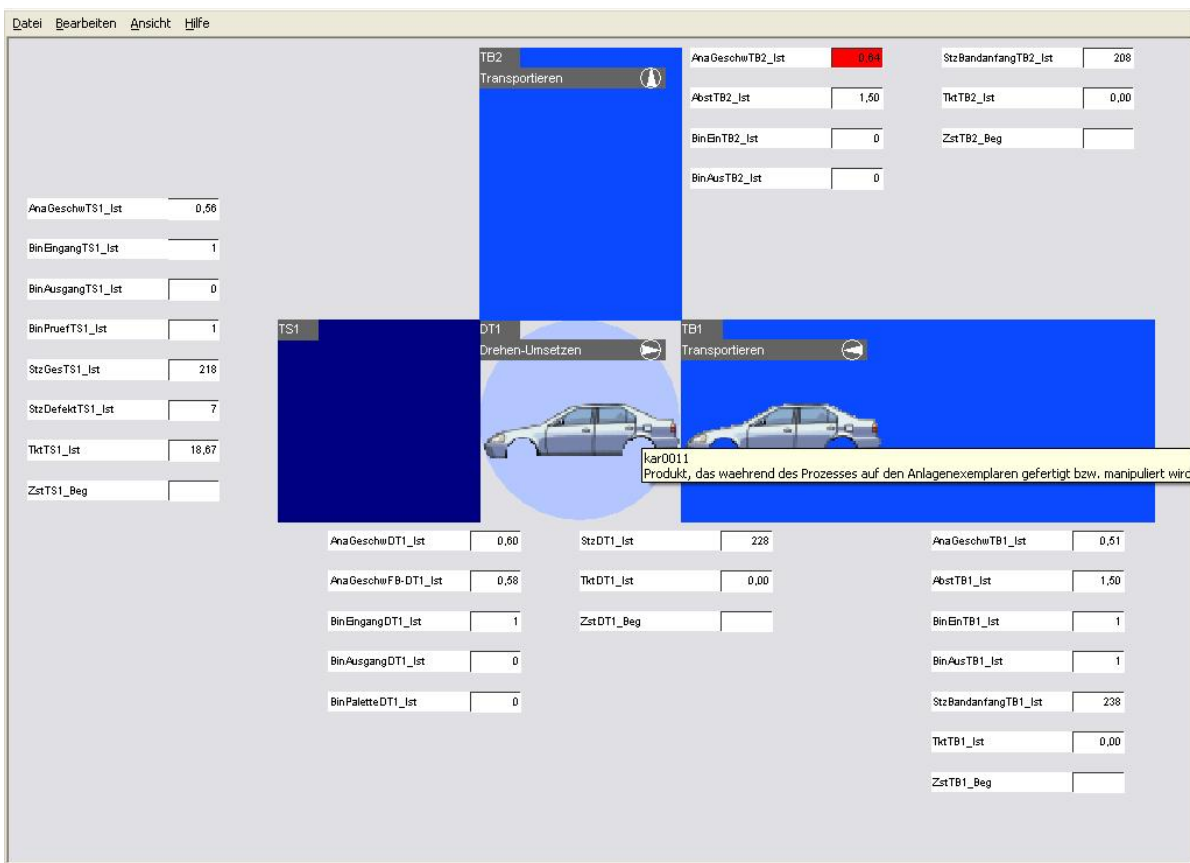 Datei Bearbeiten Ansicht Hilfe
TB2
Transportieren
AnaGeschwTB2_Ist 0,64
StzBandanfangTB2_Ist 208
AbstTB2_Ist 1,50
TktTB2_Ist 0,00
BinEinTB2_Ist 0
ZstTB2_Beg
BinAusTB2_Ist 0
AnaGeschwTS1_Ist 0,56
BinEingangTS1_Ist 1
BinAusgangTS1_Ist 0
BinPruefTS1_Ist 1
StzGesTS1_Ist 218
StzDefektTS1_Ist 7
TktTS1_Ist 18,67
ZstTS1_Beg
TS1
DT1
Drehen-Umsetzen
TB1
Transportieren
kar0011
Produkt, das waehrend des Prozesses auf den Anlagenexemplaren gefertigt bzw. manipuliert wird
AnaGeschwDT1_Ist 0,60
StzDT1_Ist 228
AnaGeschwFB-DT1_Ist 0,58
TktDT1_Ist 0,00
BinEingangDT1_Ist 1
ZstDT1_Beg
BinAusgangDT1_Ist 0
BinPaletteDT1_Ist 0
AnaGeschwTB1_Ist 0,51
AbstTB1_Ist 1,50
BinEinTB1_Ist 1
BinAusTB1_Ist 1
StzBandanfangTB1_Ist 238
TktTB1_Ist 0,00
ZstTB1_Beg